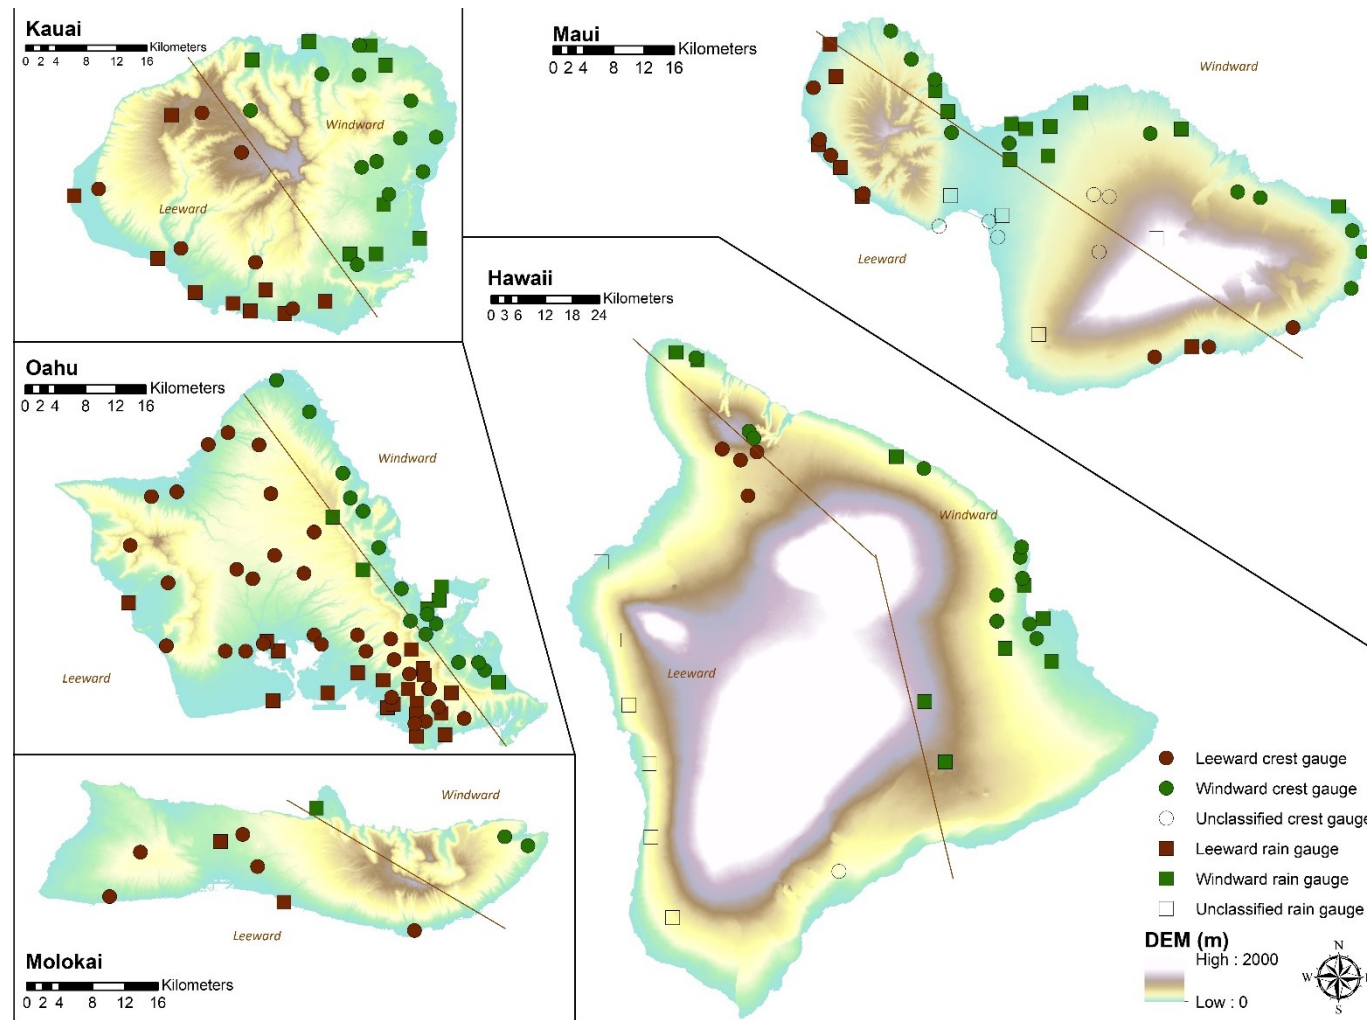 Kauai
Kilometers
0 2 4 8 12 16
Windward
Leeward
Maui
Kilometers
0 2 4 8 12 16
Windward
Leeward
Hawaii
Kilometers
0 3 6 12 18 24
Windward
Leeward
Oahu
Kilometers
0 2 4 8 12 16
Windward
Leeward
Windward
Leeward
Molokai
Kilometers
0 2 4 8 12 16
Leeward crest gauge
Windward crest gauge
Unclassified crest gauge
Leeward rain gauge
Windward rain gauge
Unclassified rain gauge
DEM (m)
High : 2000
Low : 0
N
W
S